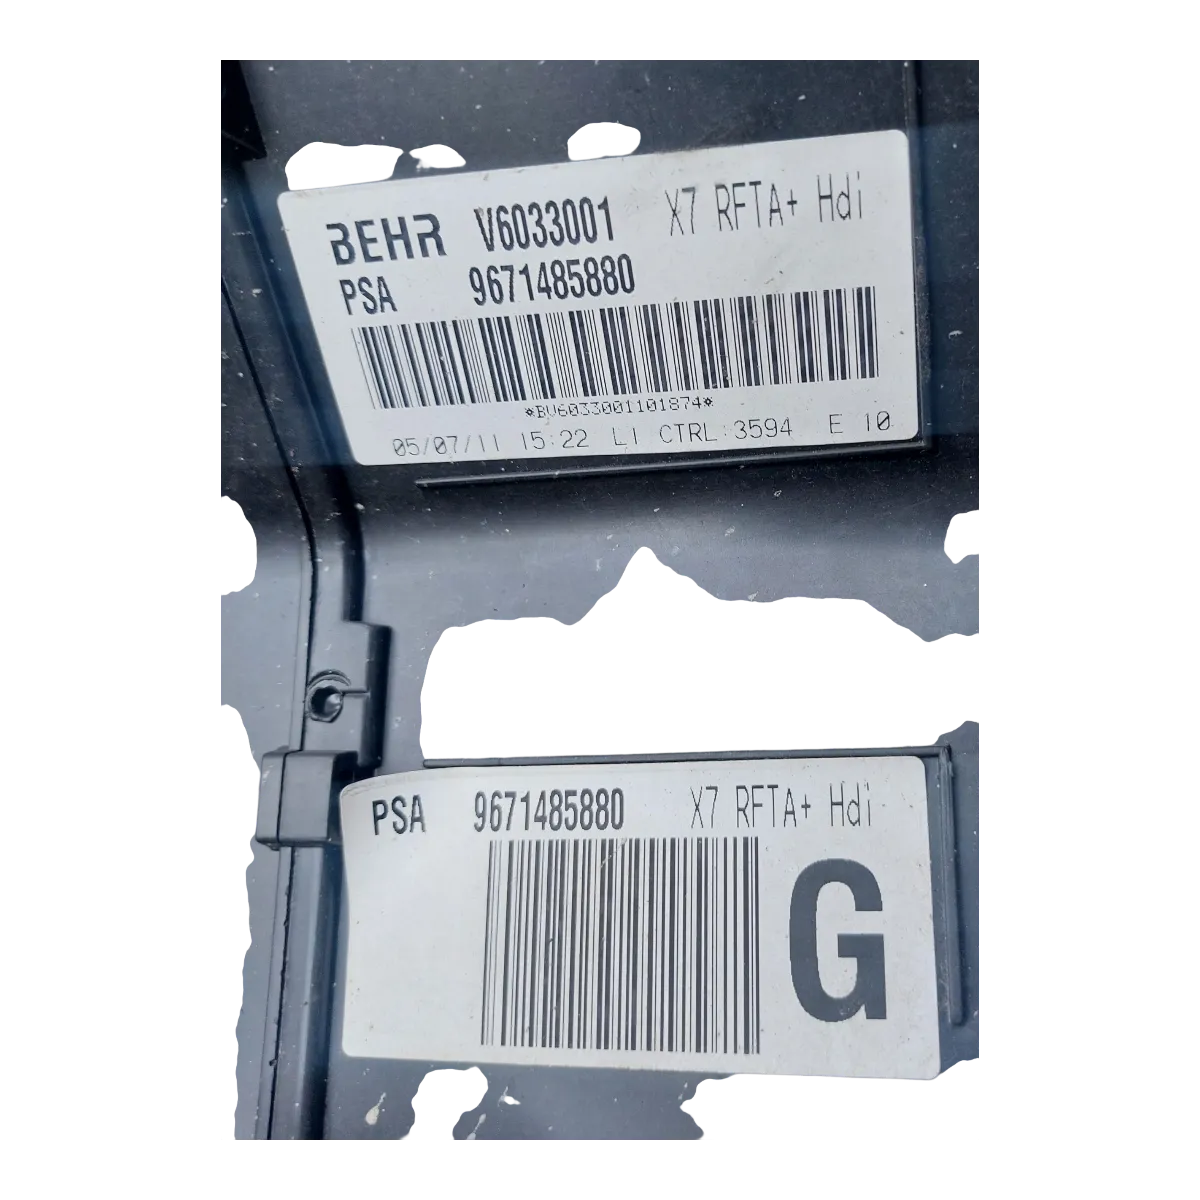 BEHR V6033001 X7 RFTA+ Hdi
PSA 9671485880
*BV6033001101874*
05/07/11 15:22 L1 CTRL:3594 E 10
PSA 9671485880 X7 RFTA+ Hdi
G